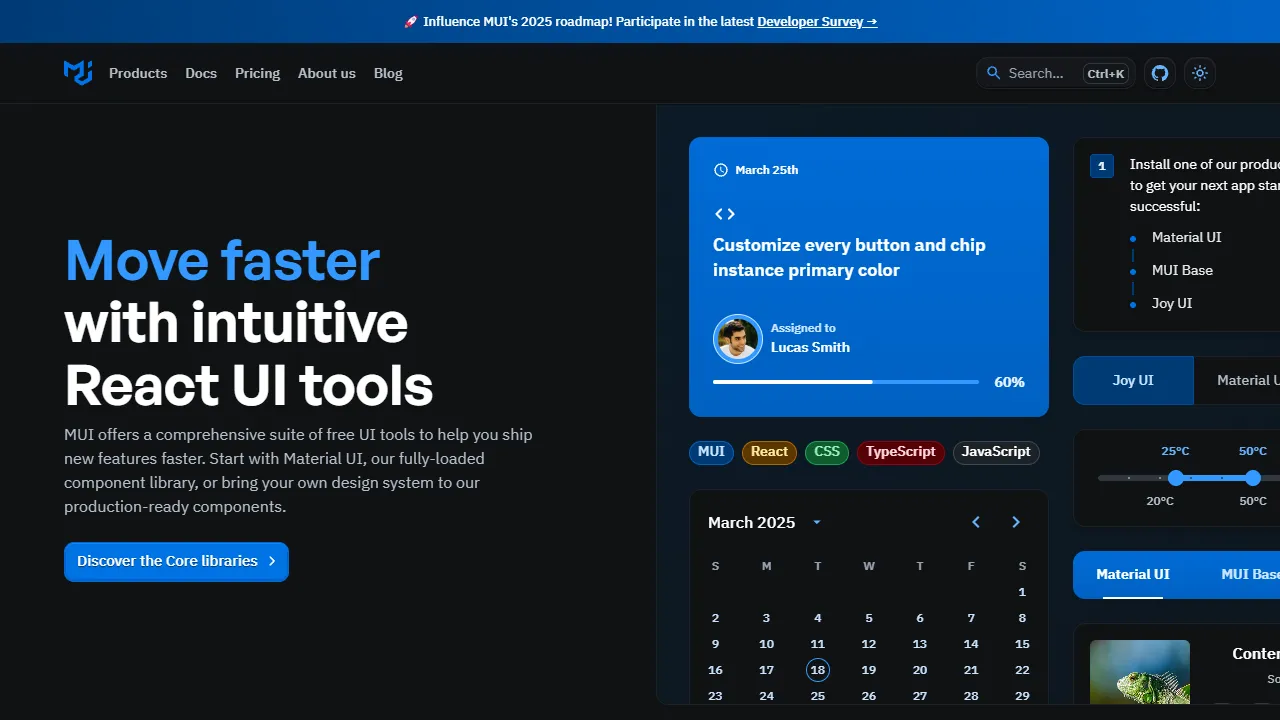 🚀 Influence MUI's 2025 roadmap! Participate in the latest Developer Survey →
Products Docs Pricing About us Blog
Search... Ctrl+K
Move faster
with intuitive
React UI tools
MUI offers a comprehensive suite of free UI tools to help you ship
new features faster. Start with Material UI, our fully-loaded
component library, or bring your own design system to our
production-ready components.
Discover the Core libraries
March 25th
Customize every button and chip
instance primary color
Assigned to
Lucas Smith
60%
MUI React CSS TypeScript JavaScript
March 2025
S M T W T F S
1
2 3 4 5 6 7 8
9 10 11 12 13 14 15
16 17 18 19 20 21 22
23 24 25 26 27 28 29
1
Install one of our
to get your next app
successful:
Material UI
MUI Base
Joy UI
Joy UI Material
25°C 50°C
20°C 50°C
Material UI MUI